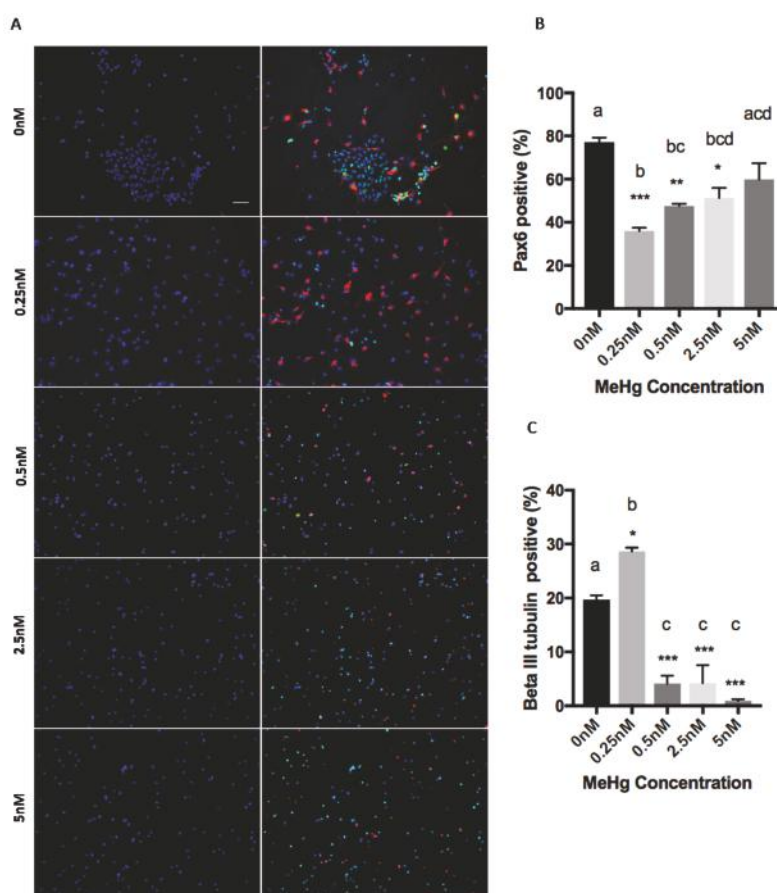 A
0nM
0.25nM
0.5nM
2.5nM
5nM
B
Pax6 positive (%)
100
80
60
40
20
0
a
b
***
bc
**
bcd
*
acd
0nM
0.25nM
0.5nM
2.5nM
5nM
MeHg Concentration
C
Beta III tubulin positive (%)
40
30
20
10
0
a
b
*
c
***
c
***
c
***
0nM
0.25nM
0.5nM
2.5nM
5nM
MeHg Concentration